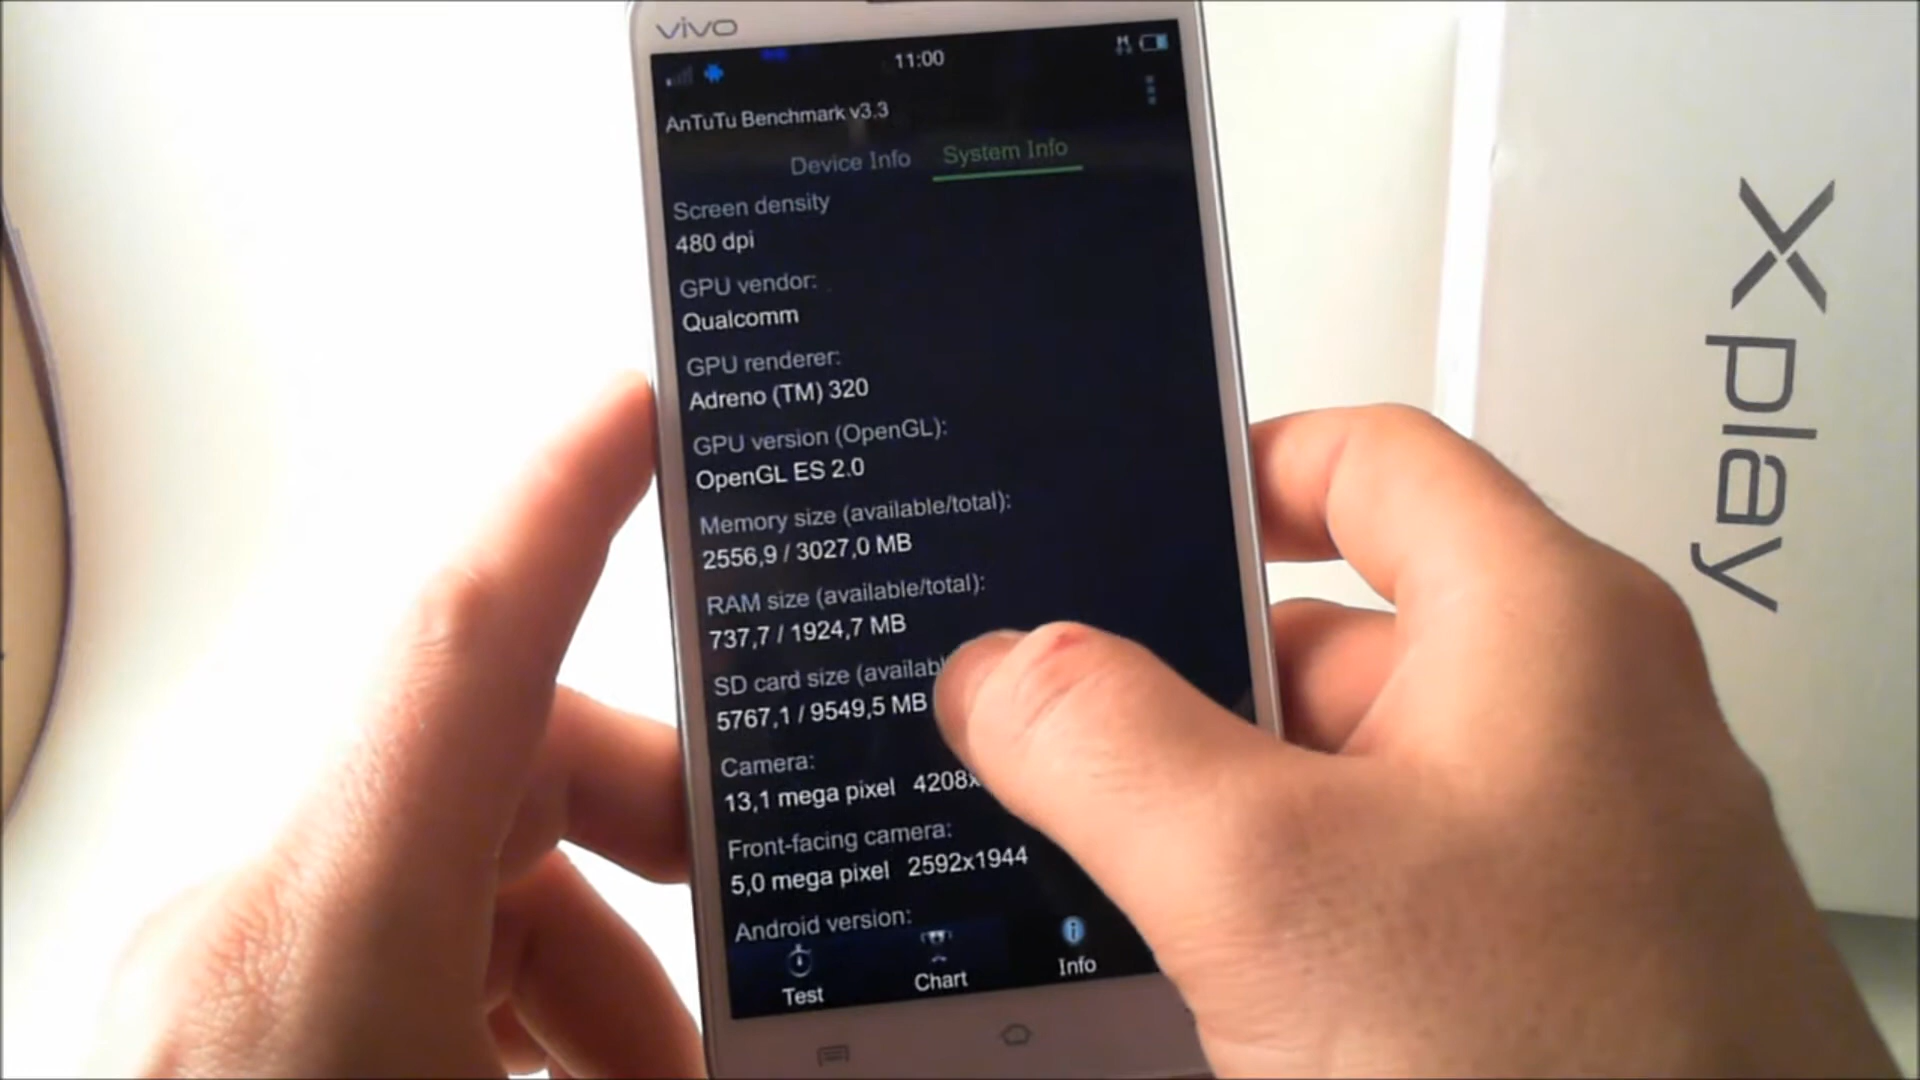 vivo
11:00
AnTuTu Benchmark v3.3
Device Info System Info
Screen density
480 dpi
GPU vendor:
Qualcomm
GPU renderer:
Adreno (TM) 320
GPU version (OpenGL):
OpenGL ES 2.0
Memory size (available/total):
2556,9 / 3027,0 MB
RAM size (available/total):
737,7 / 1924,7 MB
SD card size
5767,1 / 9549,5 MB
Camera:
13,1 mega pixel
Front-facing camera:
5,0 mega pixel 2592x1944
Android version:
Test Chart Info
Xplay